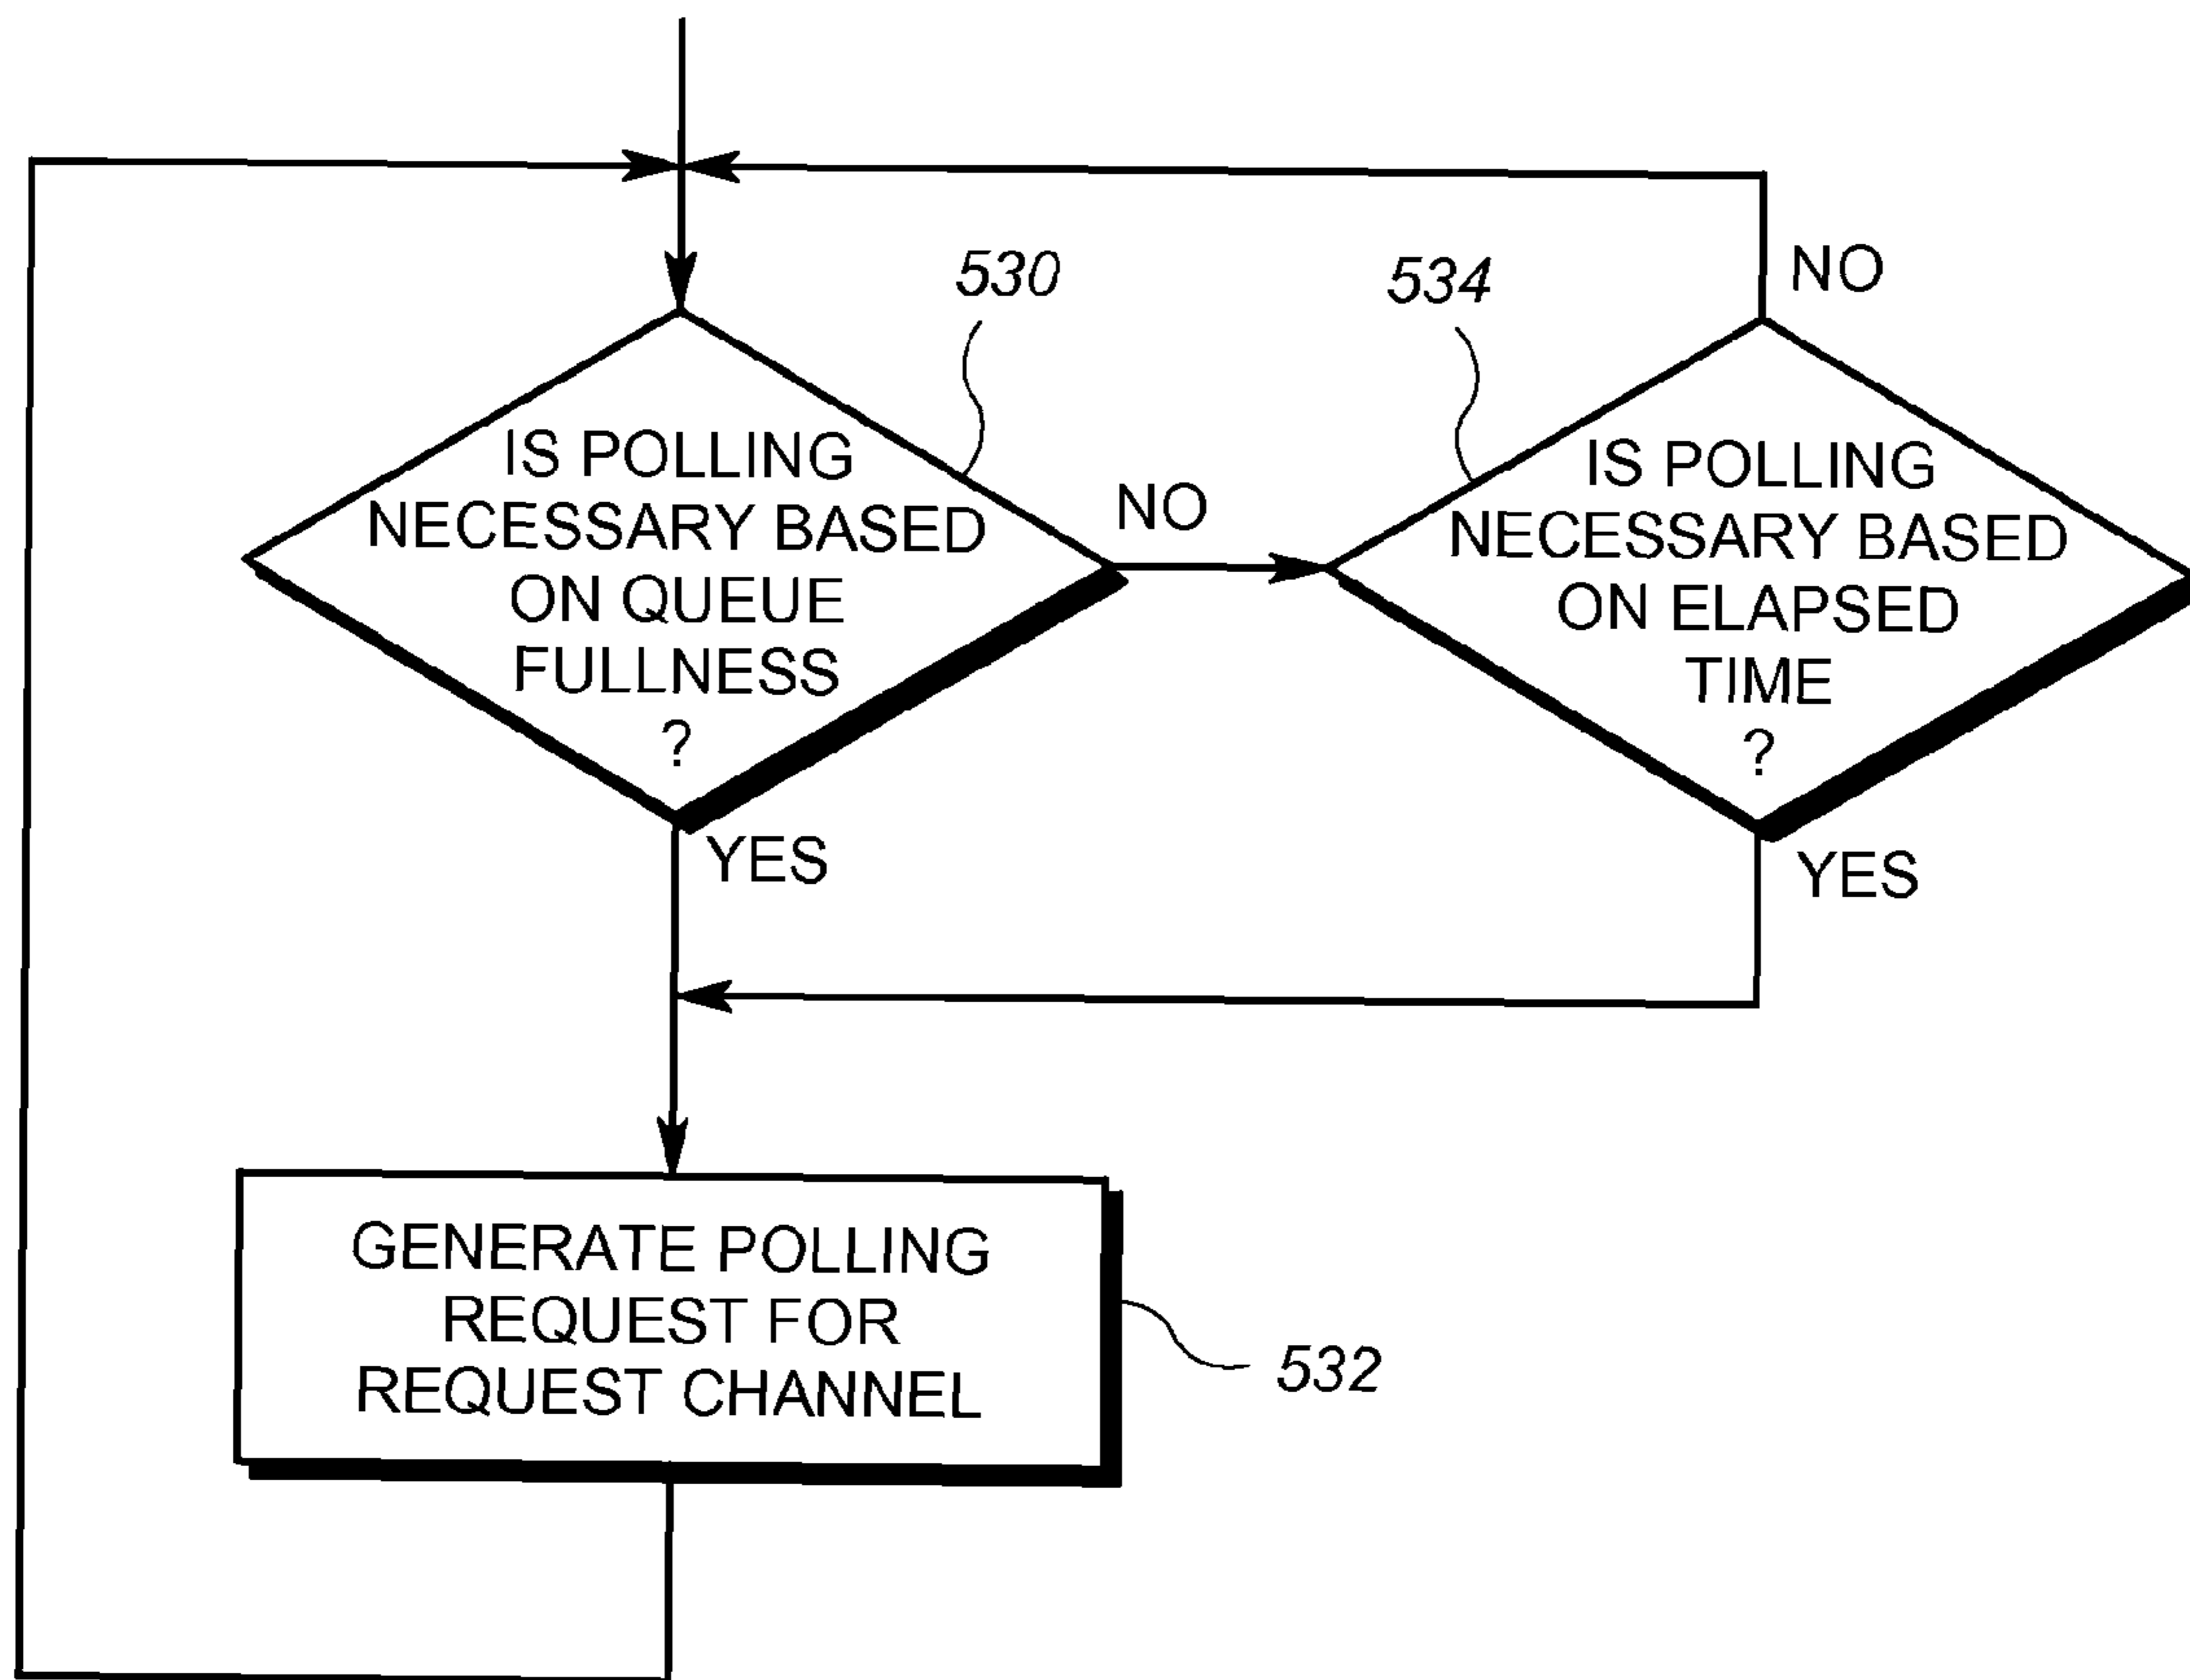 530
IS POLLING
NECESSARY BASED
ON QUEUE
FULLNESS
?
NO
YES
534
NO
IS POLLING
NECESSARY BASED
ON ELAPSED
TIME
?
YES
GENERATE POLLING
REQUEST FOR
REQUEST CHANNEL
532